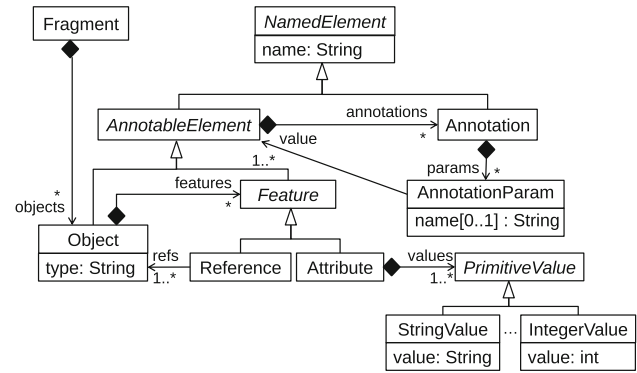 Fragment
NamedElement
name: String
AnnotableElement
annotations
*
Annotation
value
1..*
params
*
features
*
Feature
AnnotationParam
name[0..1] : String
*
objects
Object
type: String
refs
1..*
Reference
Attribute
values
1..*
PrimitiveValue
StringValue
value: String
...
IntegerValue
value: int